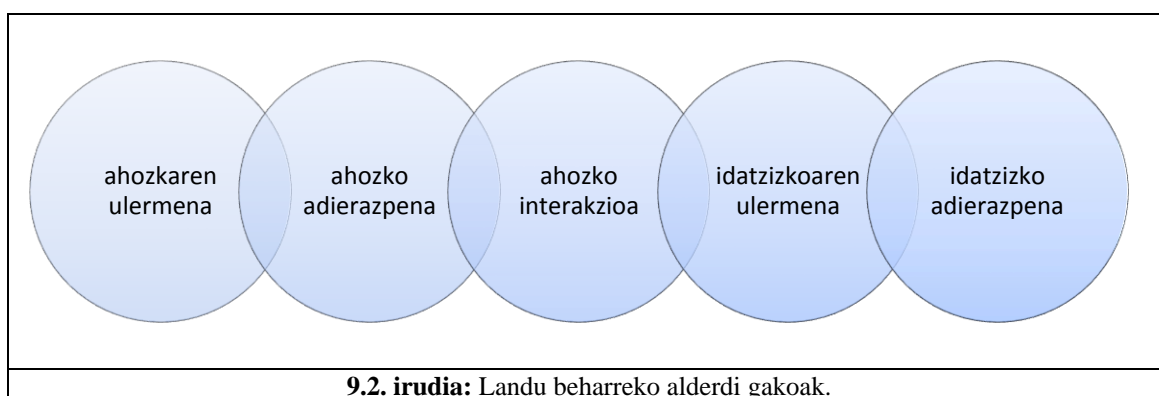 ahozkaren
ulermena
ahozko
adierazpena
ahozko
interakzioa
idatzizkoaren
ulermena
idatzizko
adierazpena
9.2. irudia: Landu beharreko alderdi gakoak.